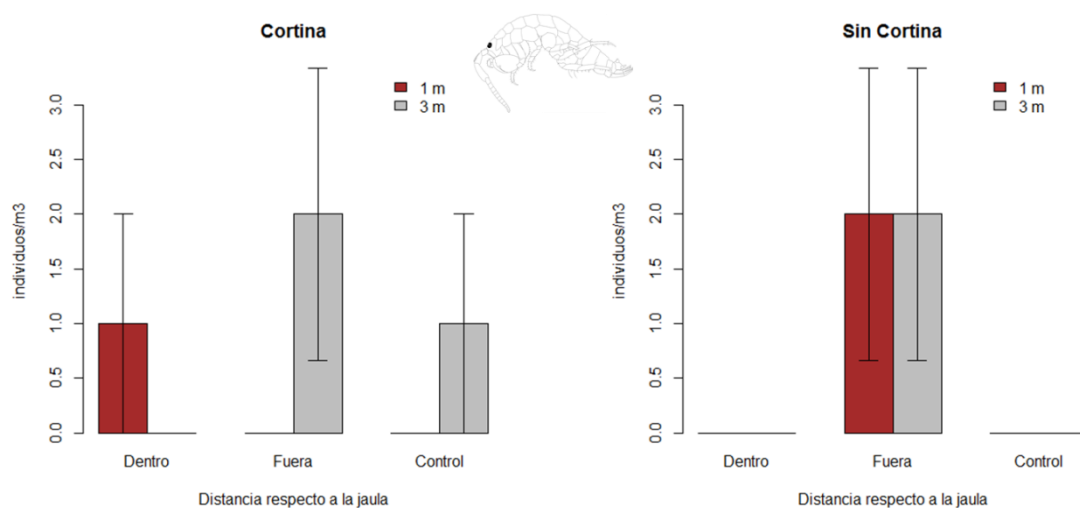 Cortina
1 m
3 m
individuos/m3
3.0
2.5
2.0
1.5
1.0
0.5
0.0
Dentro Fuera Control
Distancia respecto a la jaula
Sin Cortina
1 m
3 m
individuos/m3
3.0
2.5
2.0
1.5
1.0
0.5
0.0
Dentro Fuera Control
Distancia respecto a la jaula